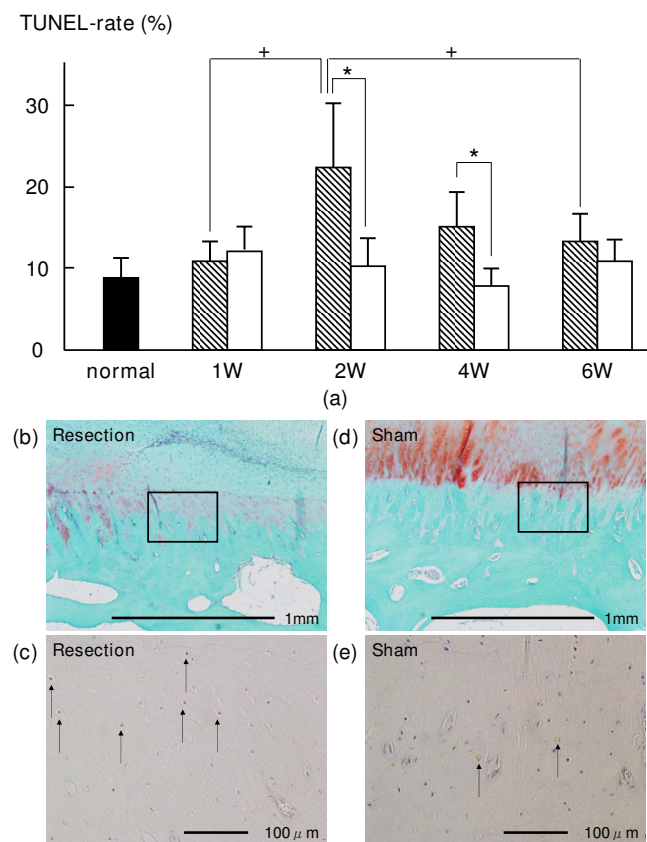 TUNEL-rate (%)
+ +
* *
30
20
10
0
normal 1W 2W 4W 6W
(a)
(b) Resection (d) Sham
1mm 1mm
(c) Resection (e) Sham
100 μ m 100 μ m